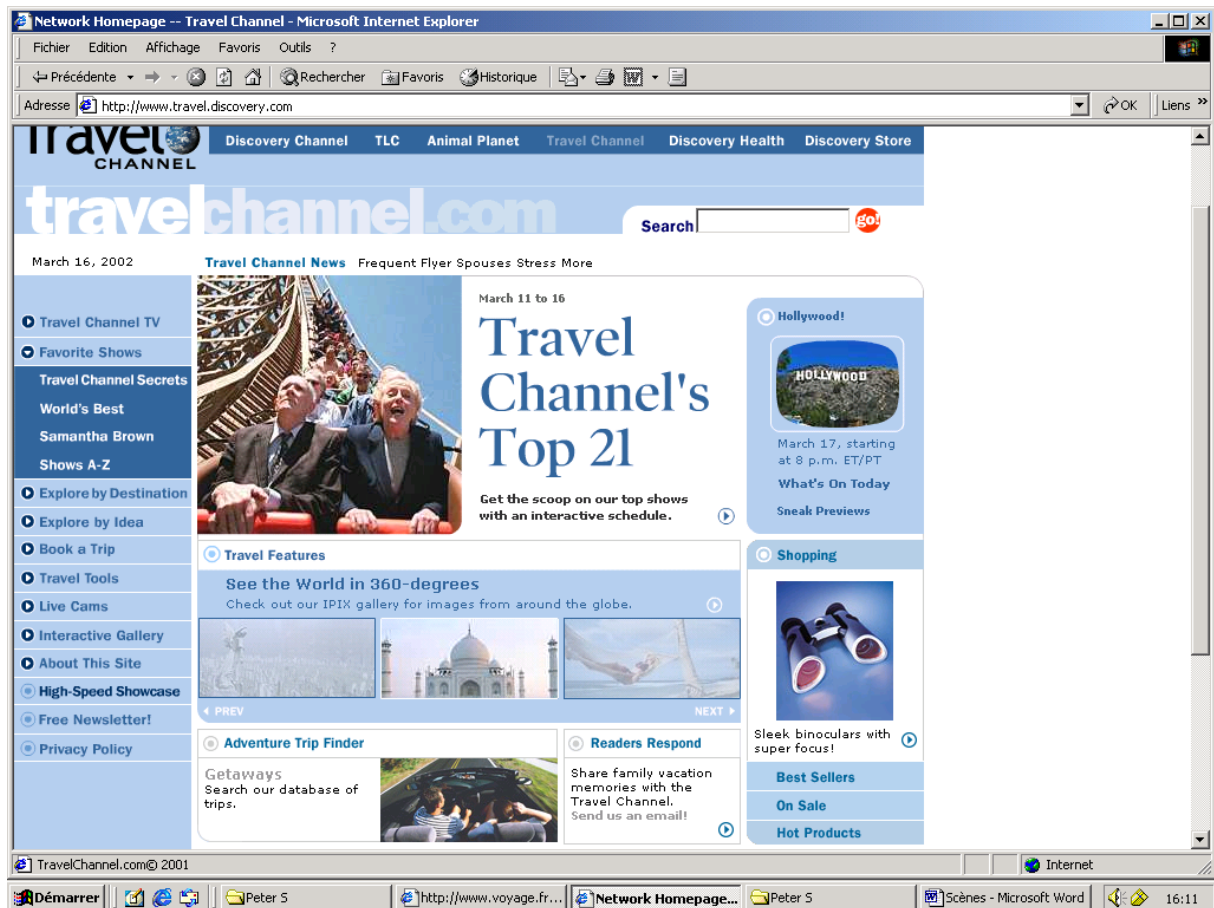 Network Homepage -- Travel Channel - Microsoft Internet Explorer
Fichier Edition Affichage Favoris Outils ?
Précédente Rechercher Favoris Historique
Adresse http://www.travel.discovery.com OK Liens »
Travel
CHANNEL
Discovery Channel TLC Animal Planet Travel Channel Discovery Health Discovery Store
travelchannel.com
Search go!
March 16, 2002
Travel Channel News Frequent Flyer Spouses Stress More
Travel Channel TV
Favorite Shows
Travel Channel Secrets
World's Best
Samantha Brown
Shows A-Z
Explore by Destination
Explore by Idea
Book a Trip
Travel Tools
Live Cams
Interactive Gallery
About This Site
High-Speed Showcase
Free Newsletter!
Privacy Policy
March 11 to 16
Travel
Channel's
Top 21
Get the scoop on our top shows
with an interactive schedule.
Hollywood!
HOLLYWOOD
March 17, starting
at 8 p.m. ET/PT
What's On Today
Sneak Previews
Travel Features
See the World in 360-degrees
Check out our IPIX gallery for images from around the globe.
PREV NEXT
Shopping
Sleek binoculars with
super focus!
Best Sellers
On Sale
Hot Products
Adventure Trip Finder
Getaways
Search our database of
trips.
Readers Respond
Share family vacation
memories with the
Travel Channel.
Send us an email!
TravelChannel.com© 2001
Internet
Démarrer Peter S http://www.voyage.fr... Network Homepage... Peter S Scènes - Microsoft Word 16:11